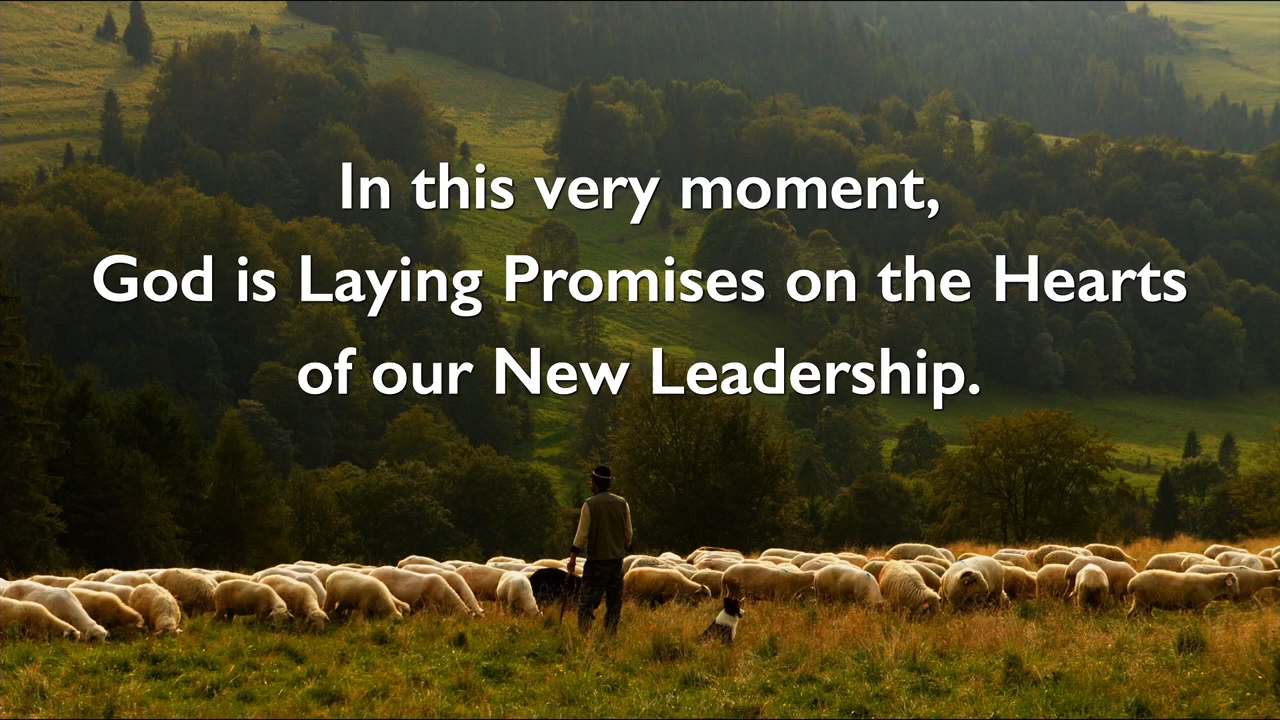 In this very moment,
God is Laying Promises on the Hearts
of our New Leadership.